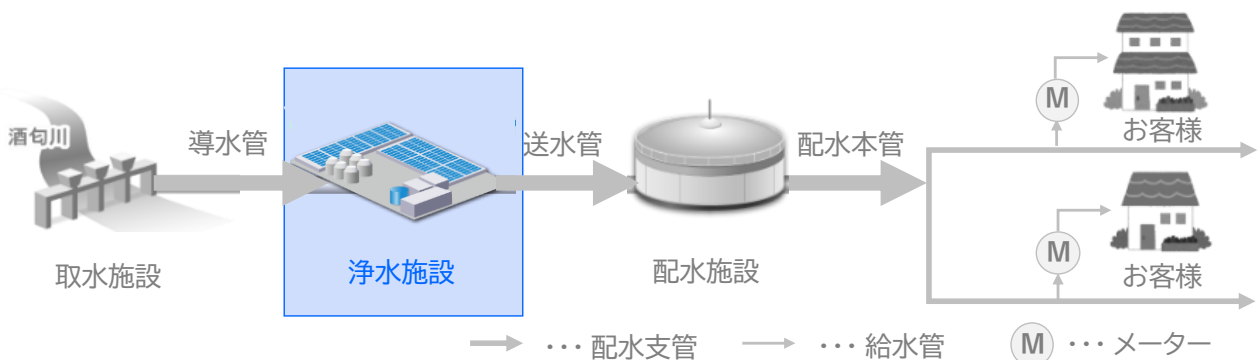 酒匂川
導水管
送水管
配水本管
M
お客様
M
お客様
取水施設
浄水施設
配水施設
・・・配水支管
・・・給水管
M ・・・メーター